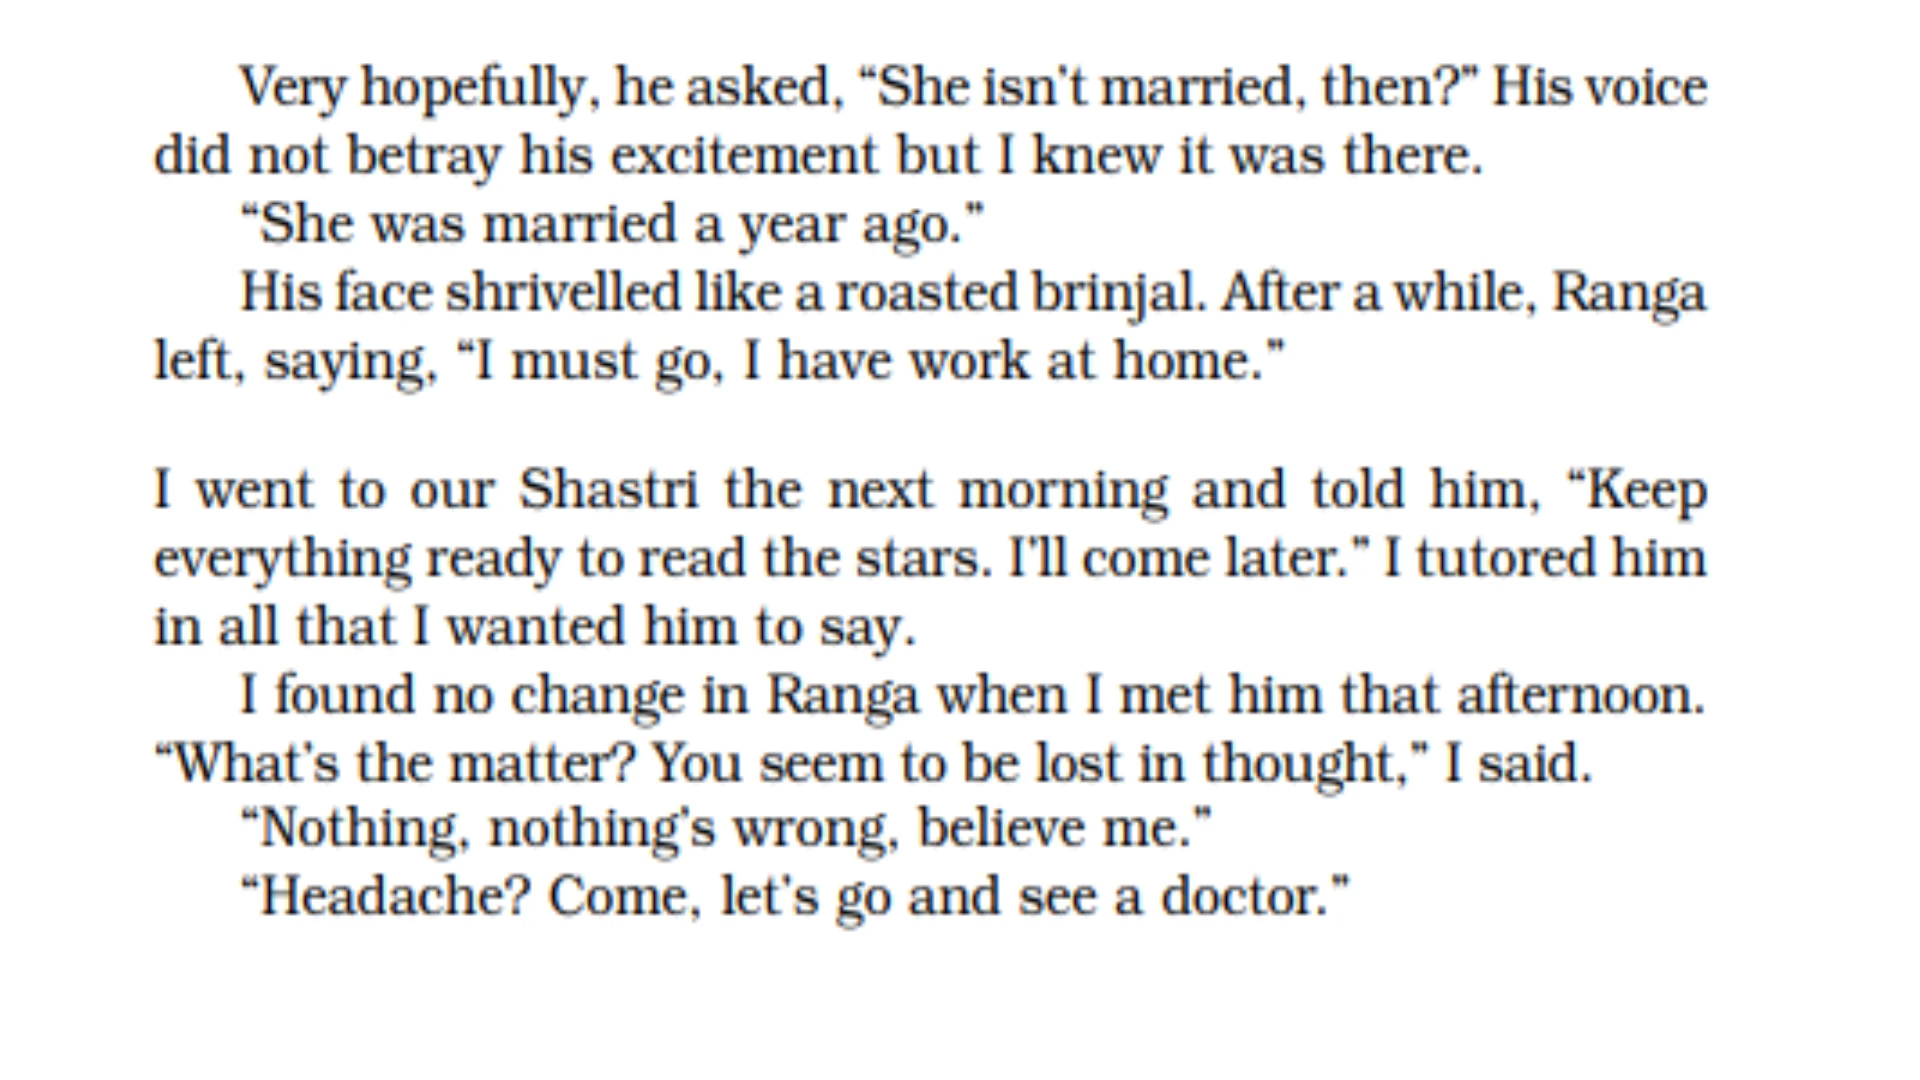 Very hopefully, he asked, “She isn’t married, then?” His voice
did not betray his excitement but I knew it was there.
“She was married a year ago.”
His face shrivelled like a roasted brinjal. After a while, Ranga
left, saying, “I must go, I have work at home.”
I went to our Shastri the next morning and told him, “Keep
everything ready to read the stars. I’ll come later.” I tutored him
in all that I wanted him to say.
I found no change in Ranga when I met him that afternoon.
“What’s the matter? You seem to be lost in thought,” I said.
“Nothing, nothing’s wrong, believe me.”
“Headache? Come, let’s go and see a doctor.”